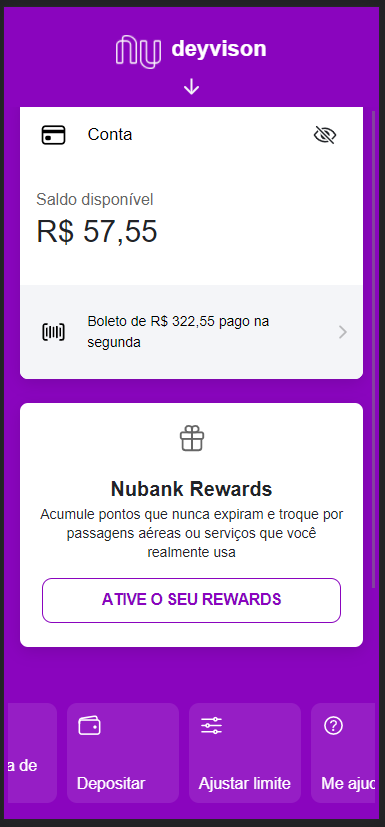 nu deyvison
Conta
Saldo disponível
R$ 57,55
Boleto de R$ 322,55 pago na
segunda
Nubank Rewards
Acumule pontos que nunca expiram e troque por
passagens aéreas ou serviços que você
realmente usa
ATIVE O SEU REWARDS
a de
Depositar
Ajustar limite
Me ajud